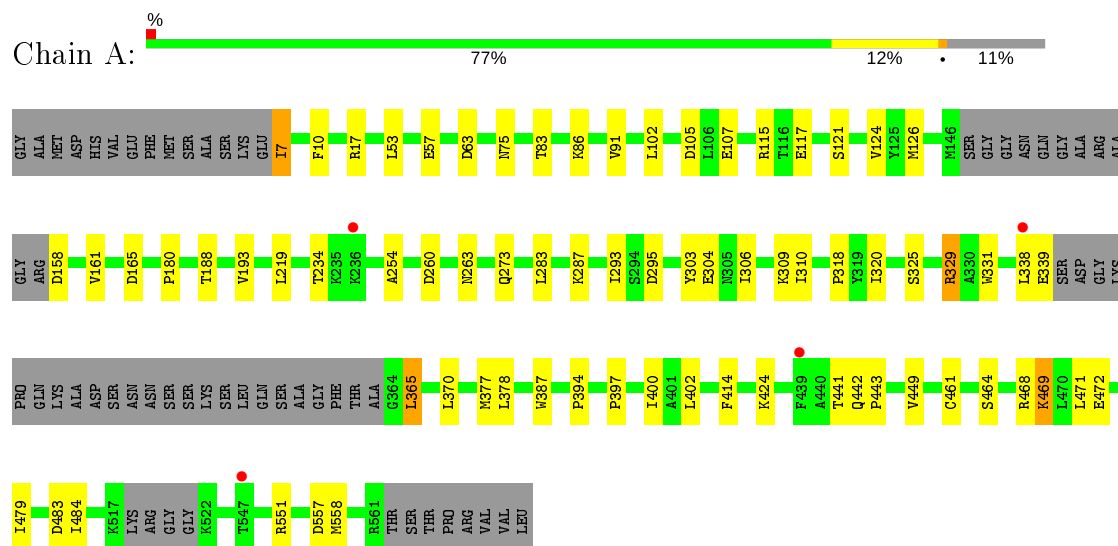 %
Chain A:
77% 12% • 11%
GLY ALA MET ASP HIS VAL GLU PHE MET SER ALA SER LYS GLU I7 F10 R17 L53 E57 D63 N75 T83 K86 V91 L102 D105 L106 E107 R115 T116 E117 S121 V124 Y125 M126 M146 SER GLY GLY ASN GLN GLY ALA ARG ALA
GLY ARG D158 V161 D165 P180 T188 V193 L219 T234 K235 K236 A254 D260 N263 Q273 L283 K287 I293 S294 D295 Y303 E304 N305 I306 K309 I310 P318 Y319 I320 S325 R329 A330 W331 L338 E339 SER ASP GLY LYS
PRO GLN LYS ALA ASP SER ASN ASN SER SER LYS SER LEU GLN SER ALA GLY PHE THR ALA G364 L365 L370 M377 L378 W387 P394 P397 I400 A401 L402 F414 K424 F439 A440 T441 Q442 P443 V449 C461 S464 R468 K469 L470 L471 E472
I479 D483 I484 K517 LYS ARG GLY GLY K522 T547 R551 D557 M558 R561 THR SER THR PRO ARG VAL VAL LEU